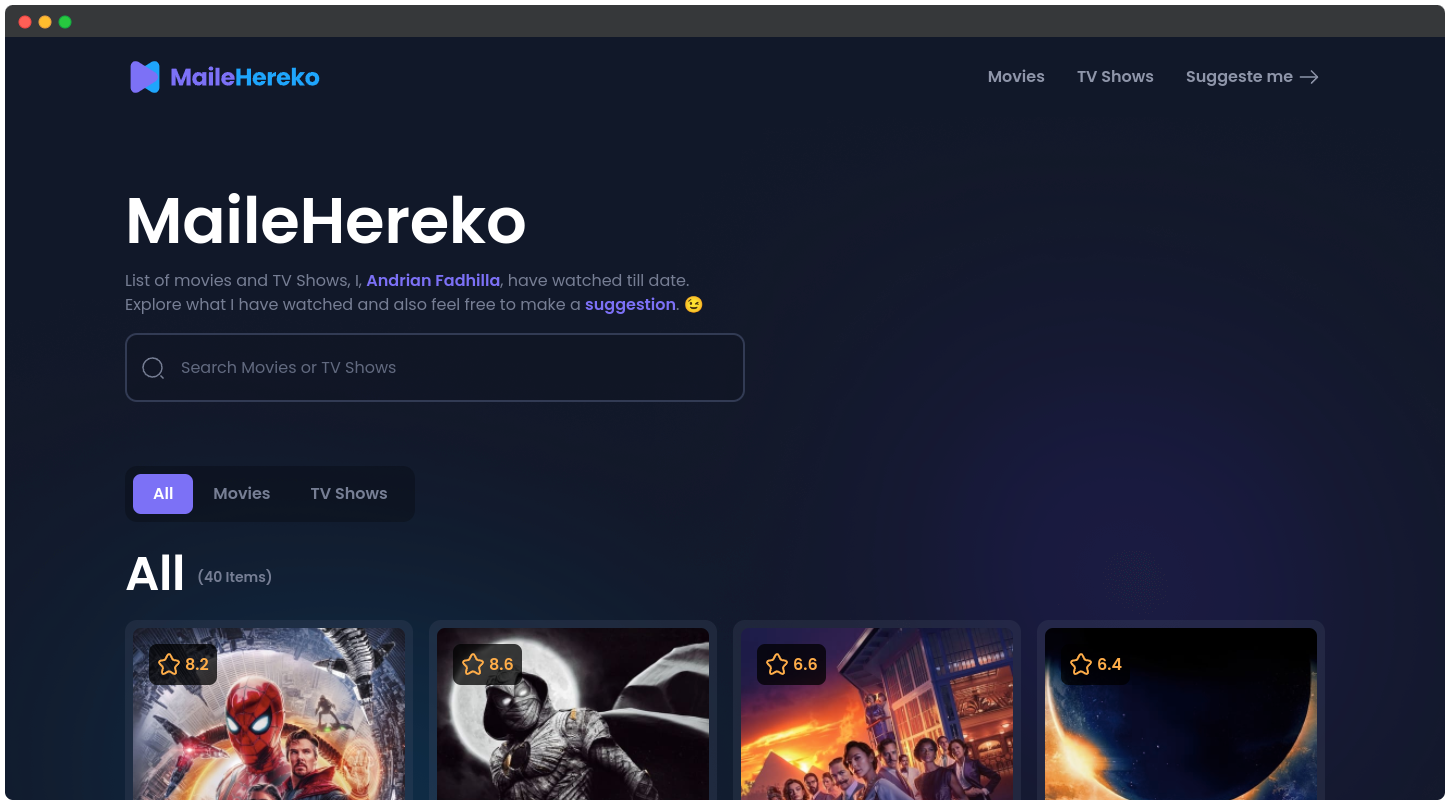 MaileHereko
Movies
TV Shows
Suggeste me
MaileHereko
List of movies and TV Shows, I, Andrian Fadhilla, have watched till date.
Explore what I have watched and also feel free to make a suggestion. 😉
Search Movies or TV Shows
All
Movies
TV Shows
All (40 Items)
8.2
8.6
6.6
6.4